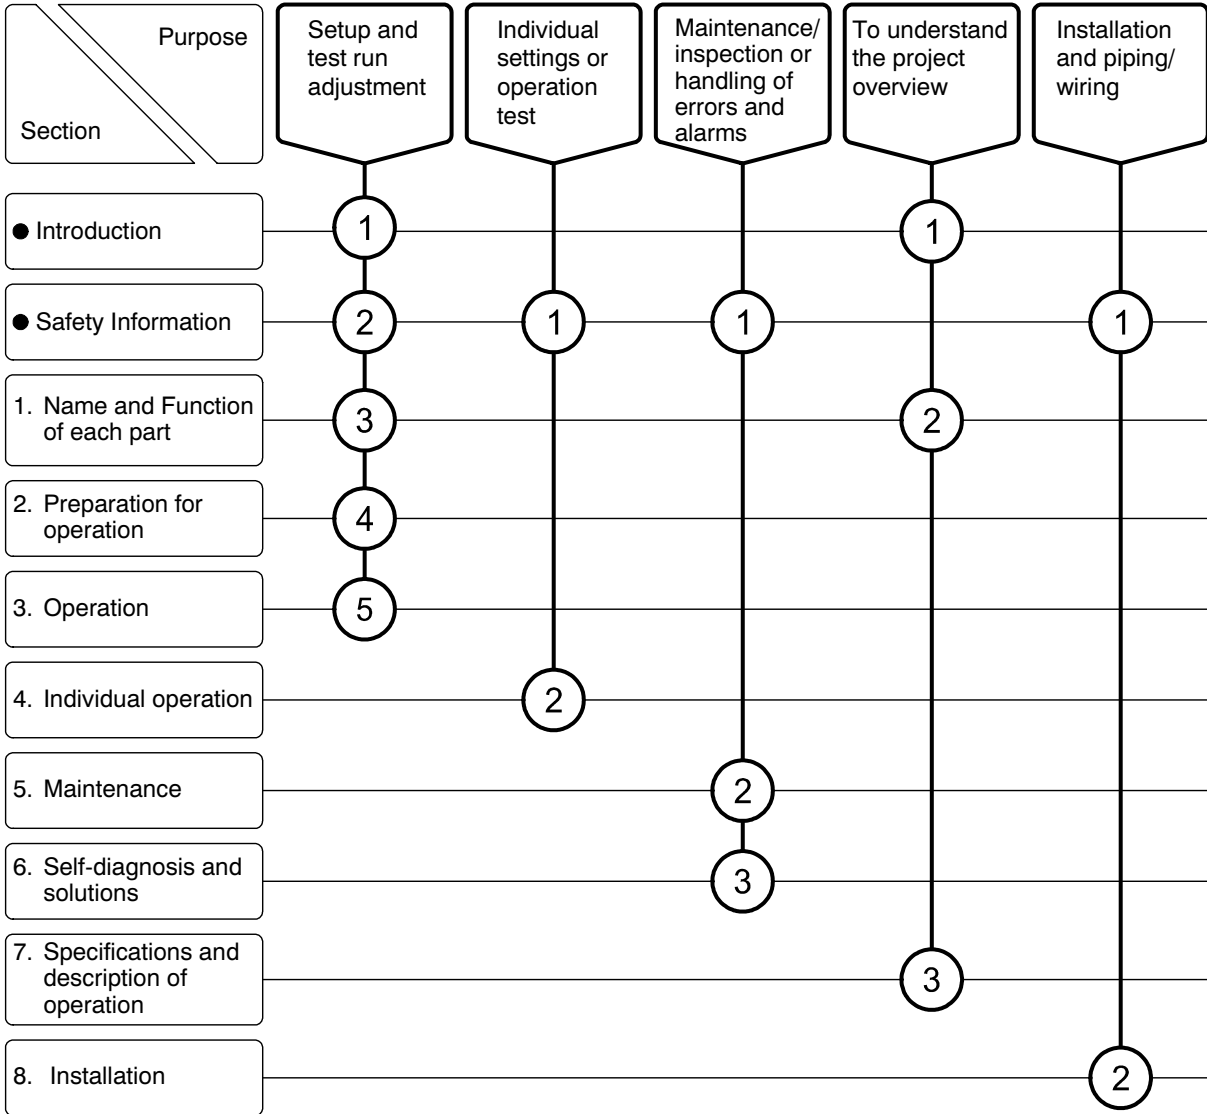 Purpose
Section
Setup and
test run
adjustment
Individual
settings or
operation
test
Maintenance/
inspection or
handling of
errors and
alarms
To understand
the project
overview
Installation
and piping/
wiring
● Introduction
1
1
● Safety Information
2
1
1
1
1. Name and Function
of each part
3
2
2. Preparation for
operation
4
3. Operation
5
4. Individual operation
2
5. Maintenance
2
6. Self-diagnosis and
solutions
3
7. Specifications and
description of
operation
3
8. Installation
2